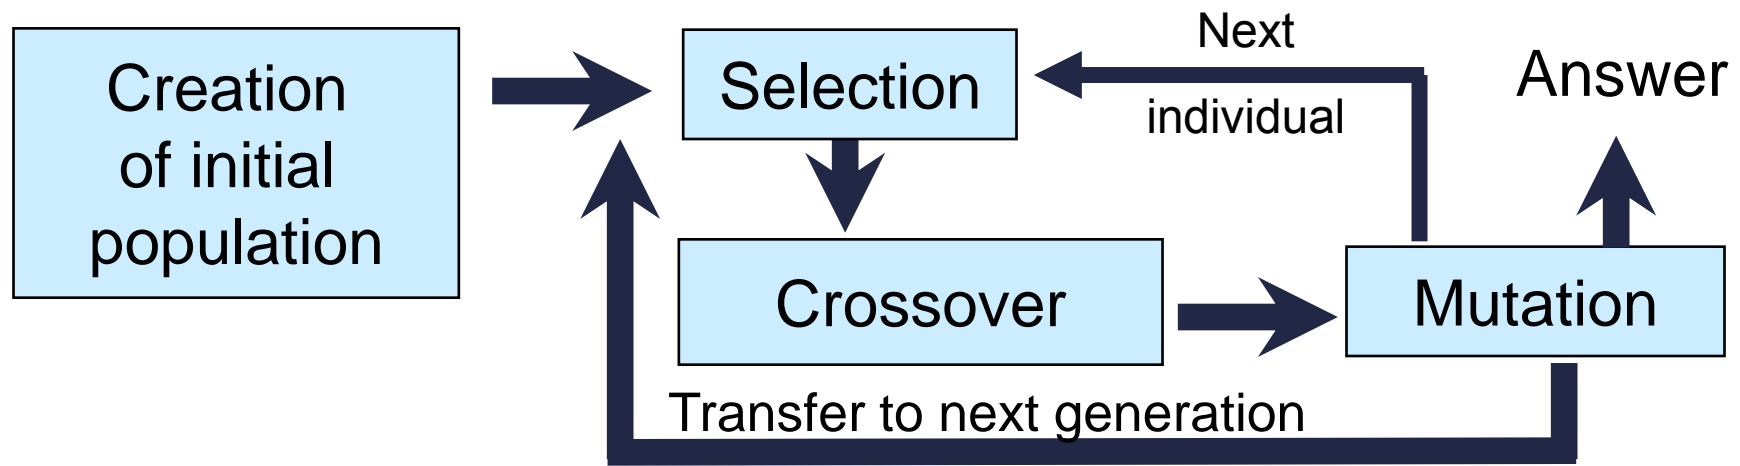 Creation
of initial
population
Selection
Next
individual
Answer
Crossover
Mutation
Transfer to next generation